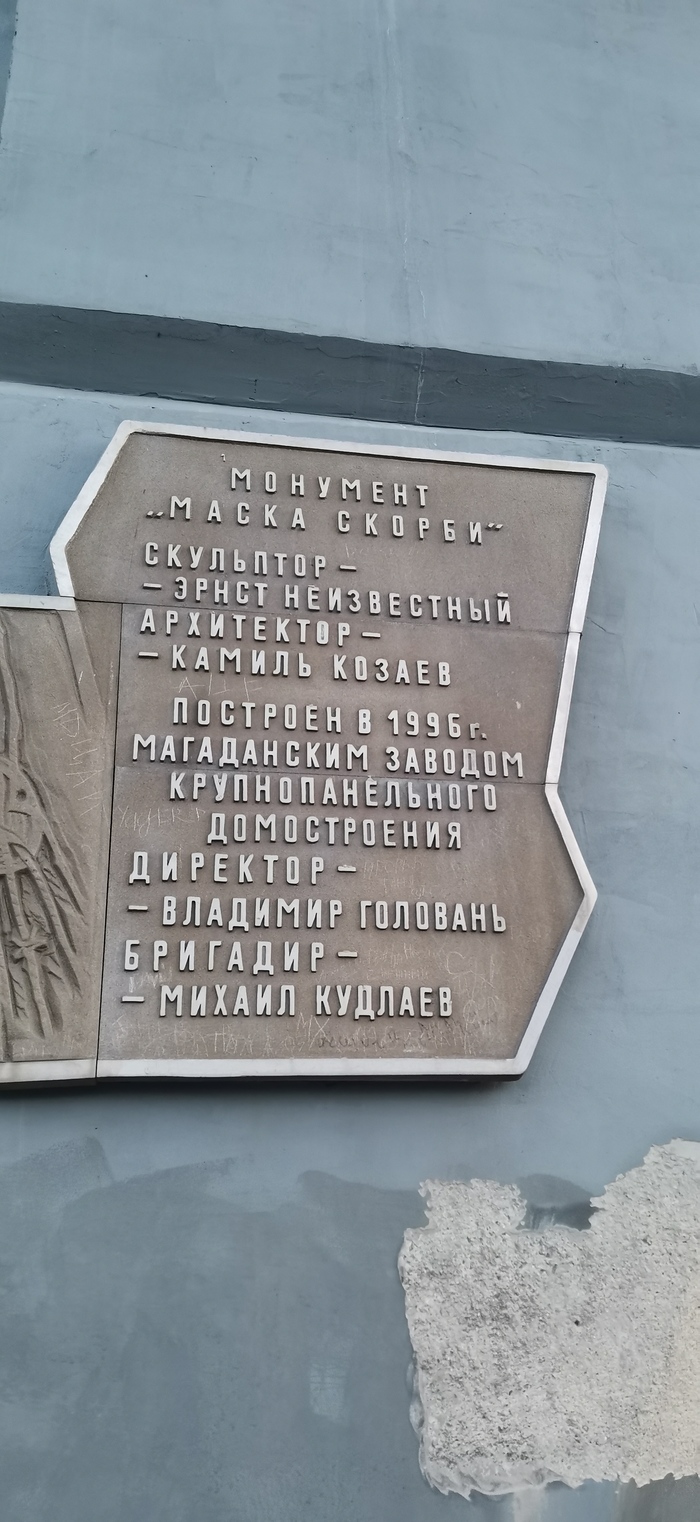 МОНУМЕНТ
„МАСКА СКОРБИ“
СКУЛЬПТОР –
– ЭРНСТ НЕИЗВЕСТНЫЙ
АРХИТЕКТОР –
– КАМИЛЬ КОЗАЕВ
ПОСТРОЕН В 1996 г.
МАГАДАНСКИМ ЗАВОДОМ
КРУПНОПАНЕЛЬНОГО
ДОМОСТРОЕНИЯ
ДИРЕКТОР –
– ВЛАДИМИР ГОЛОВАНЬ
БРИГАДИР –
– МИХАИЛ КУДЛАЕВ